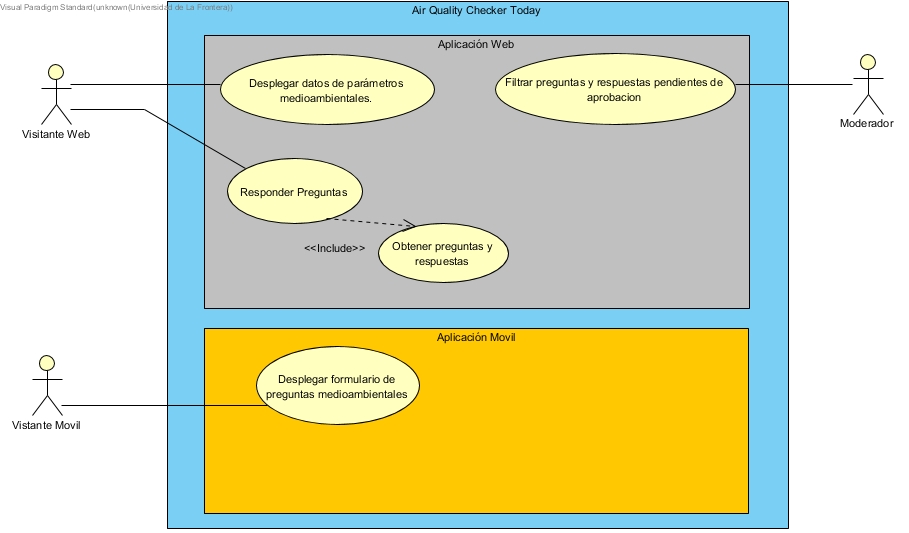 Visual Paradigm Standard(unknown(Universidad de La Frontera))
Air Quality Checker Today
Aplicación Web
Desplegar datos de parámetros
medioambientales.
Filtrar preguntas y respuestas pendientes de
aprobacion
Visitante Web
Moderador
Responder Preguntas
<<Include>>
Obtener preguntas y
respuestas
Aplicación Movil
Desplegar formulario de
preguntas medioambientales
Vistante Movil